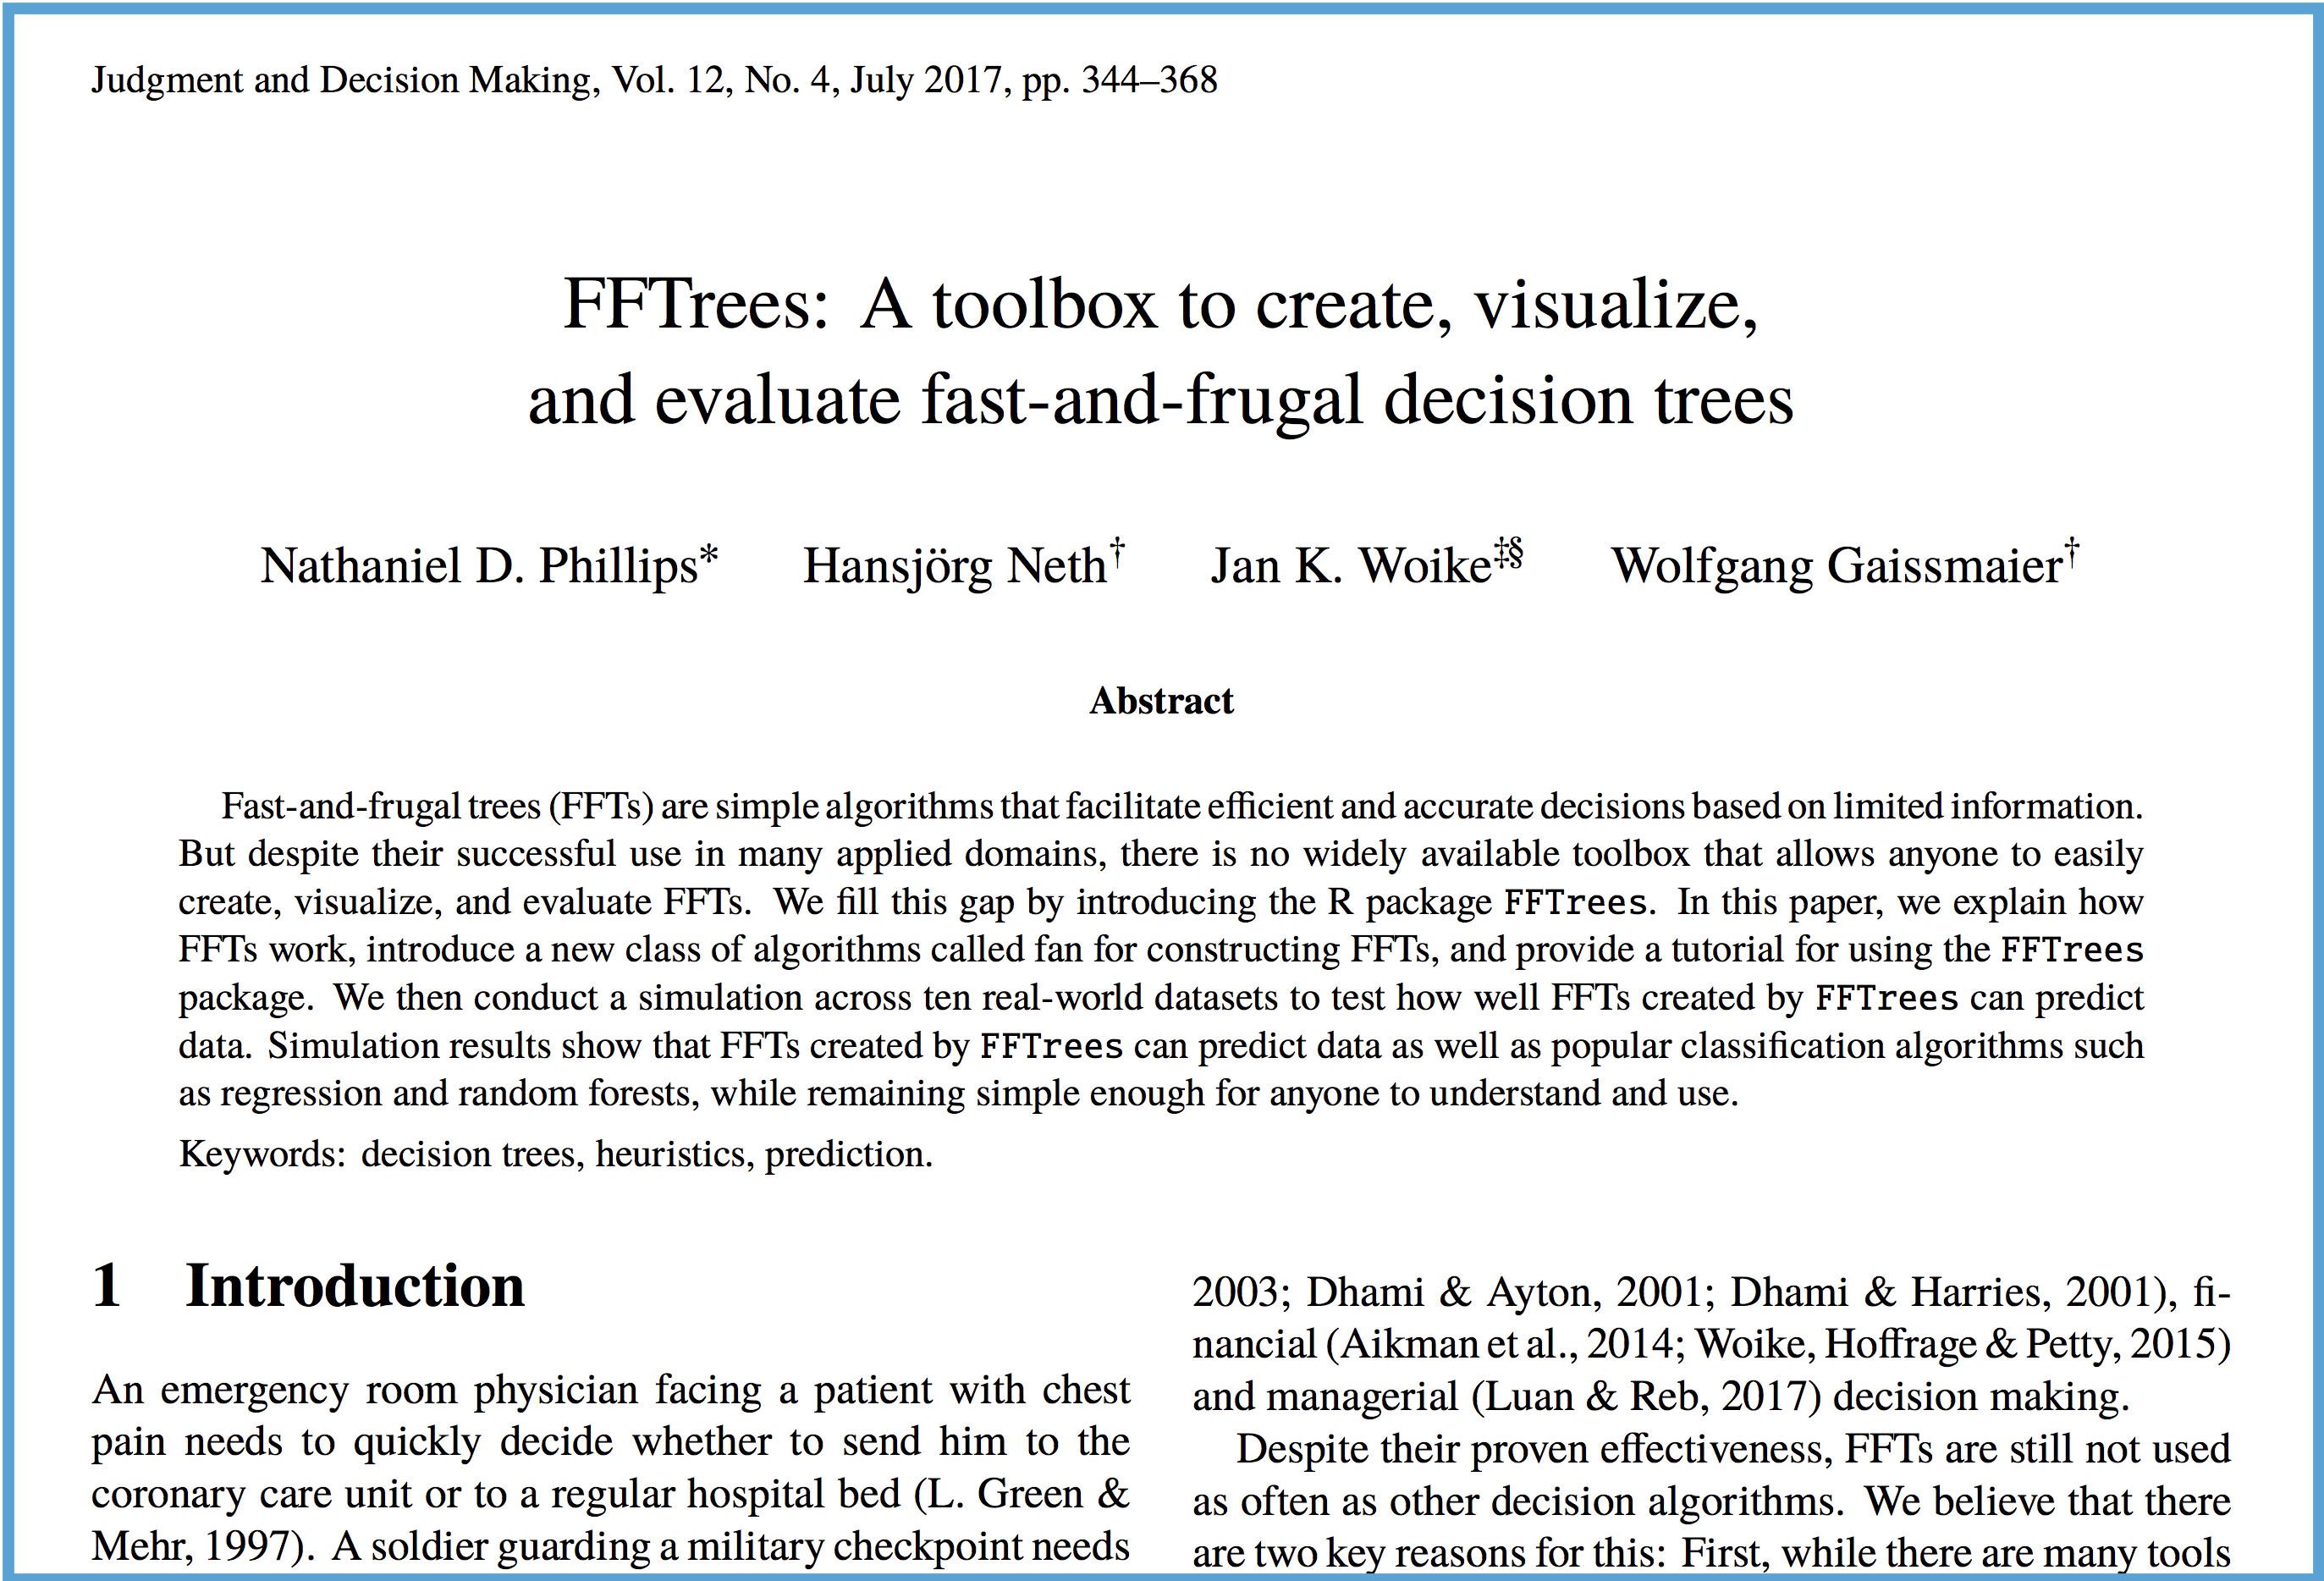 Judgment and Decision Making, Vol. 12, No. 4, July 2017, pp. 344–368
FFTrees: A toolbox to create, visualize,
and evaluate fast-and-frugal decision trees
Nathaniel D. Phillips* Hansjörg Neth† Jan K. Woike‡§ Wolfgang Gaissmaier†
Abstract
Fast-and-frugal trees (FFTs) are simple algorithms that facilitate efficient and accurate decisions based on limited information.
But despite their successful use in many applied domains, there is no widely available toolbox that allows anyone to easily
create, visualize, and evaluate FFTs. We fill this gap by introducing the R package FFTrees. In this paper, we explain how
FFTs work, introduce a new class of algorithms called fan for constructing FFTs, and provide a tutorial for using the FFTrees
package. We then conduct a simulation across ten real-world datasets to test how well FFTs created by FFTrees can predict
data. Simulation results show that FFTs created by FFTrees can predict data as well as popular classification algorithms such
as regression and random forests, while remaining simple enough for anyone to understand and use.
Keywords: decision trees, heuristics, prediction.
1 Introduction
An emergency room physician facing a patient with chest
pain needs to quickly decide whether to send him to the
coronary care unit or to a regular hospital bed (L. Green &
Mehr, 1997). A soldier guarding a military checkpoint needs
2003; Dhami & Ayton, 2001; Dhami & Harries, 2001), fi-
nancial (Aikman et al., 2014; Woike, Hoffrage & Petty, 2015)
and managerial (Luan & Reb, 2017) decision making.
Despite their proven effectiveness, FFTs are still not used
as often as other decision algorithms. We believe that there
are two key reasons for this: First, while there are many tools